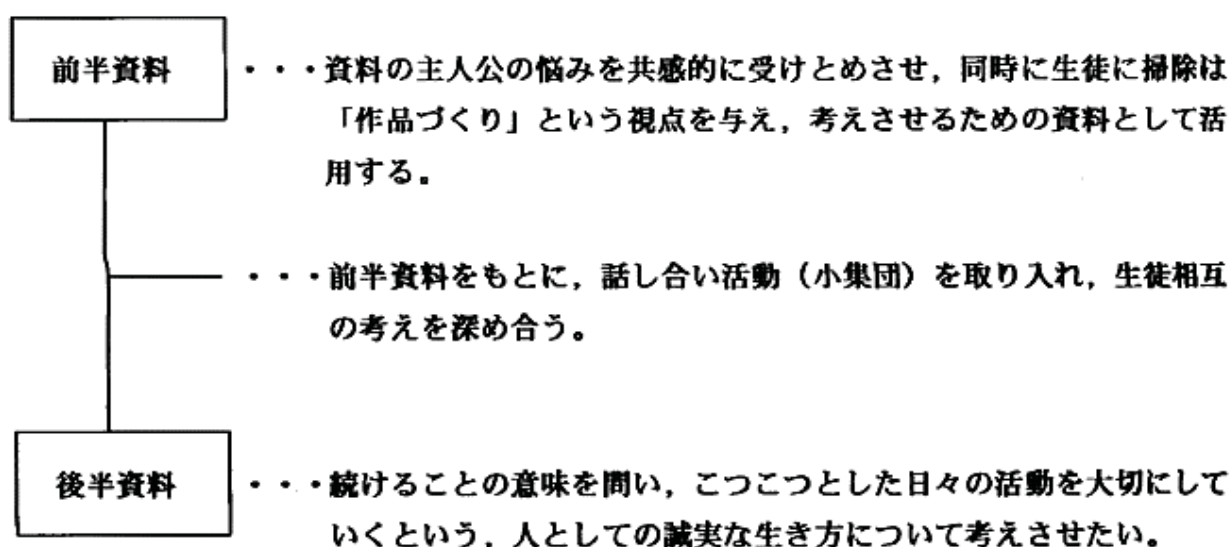 前半資料 ・・・資料の主人公の悩みを共感的に受けとめさせ，同時に生徒に掃除は
「作品づくり」という視点を与え，考えさせるための資料として活
用する。
・・・前半資料をもとに，話し合い活動（小集団）を取り入れ，生徒相互
の考えを深め合う。
後半資料 ・・・続けることの意味を問い，こつこつとした日々の活動を大切にして
いくという，人としての誠実な生き方について考えさせたい。